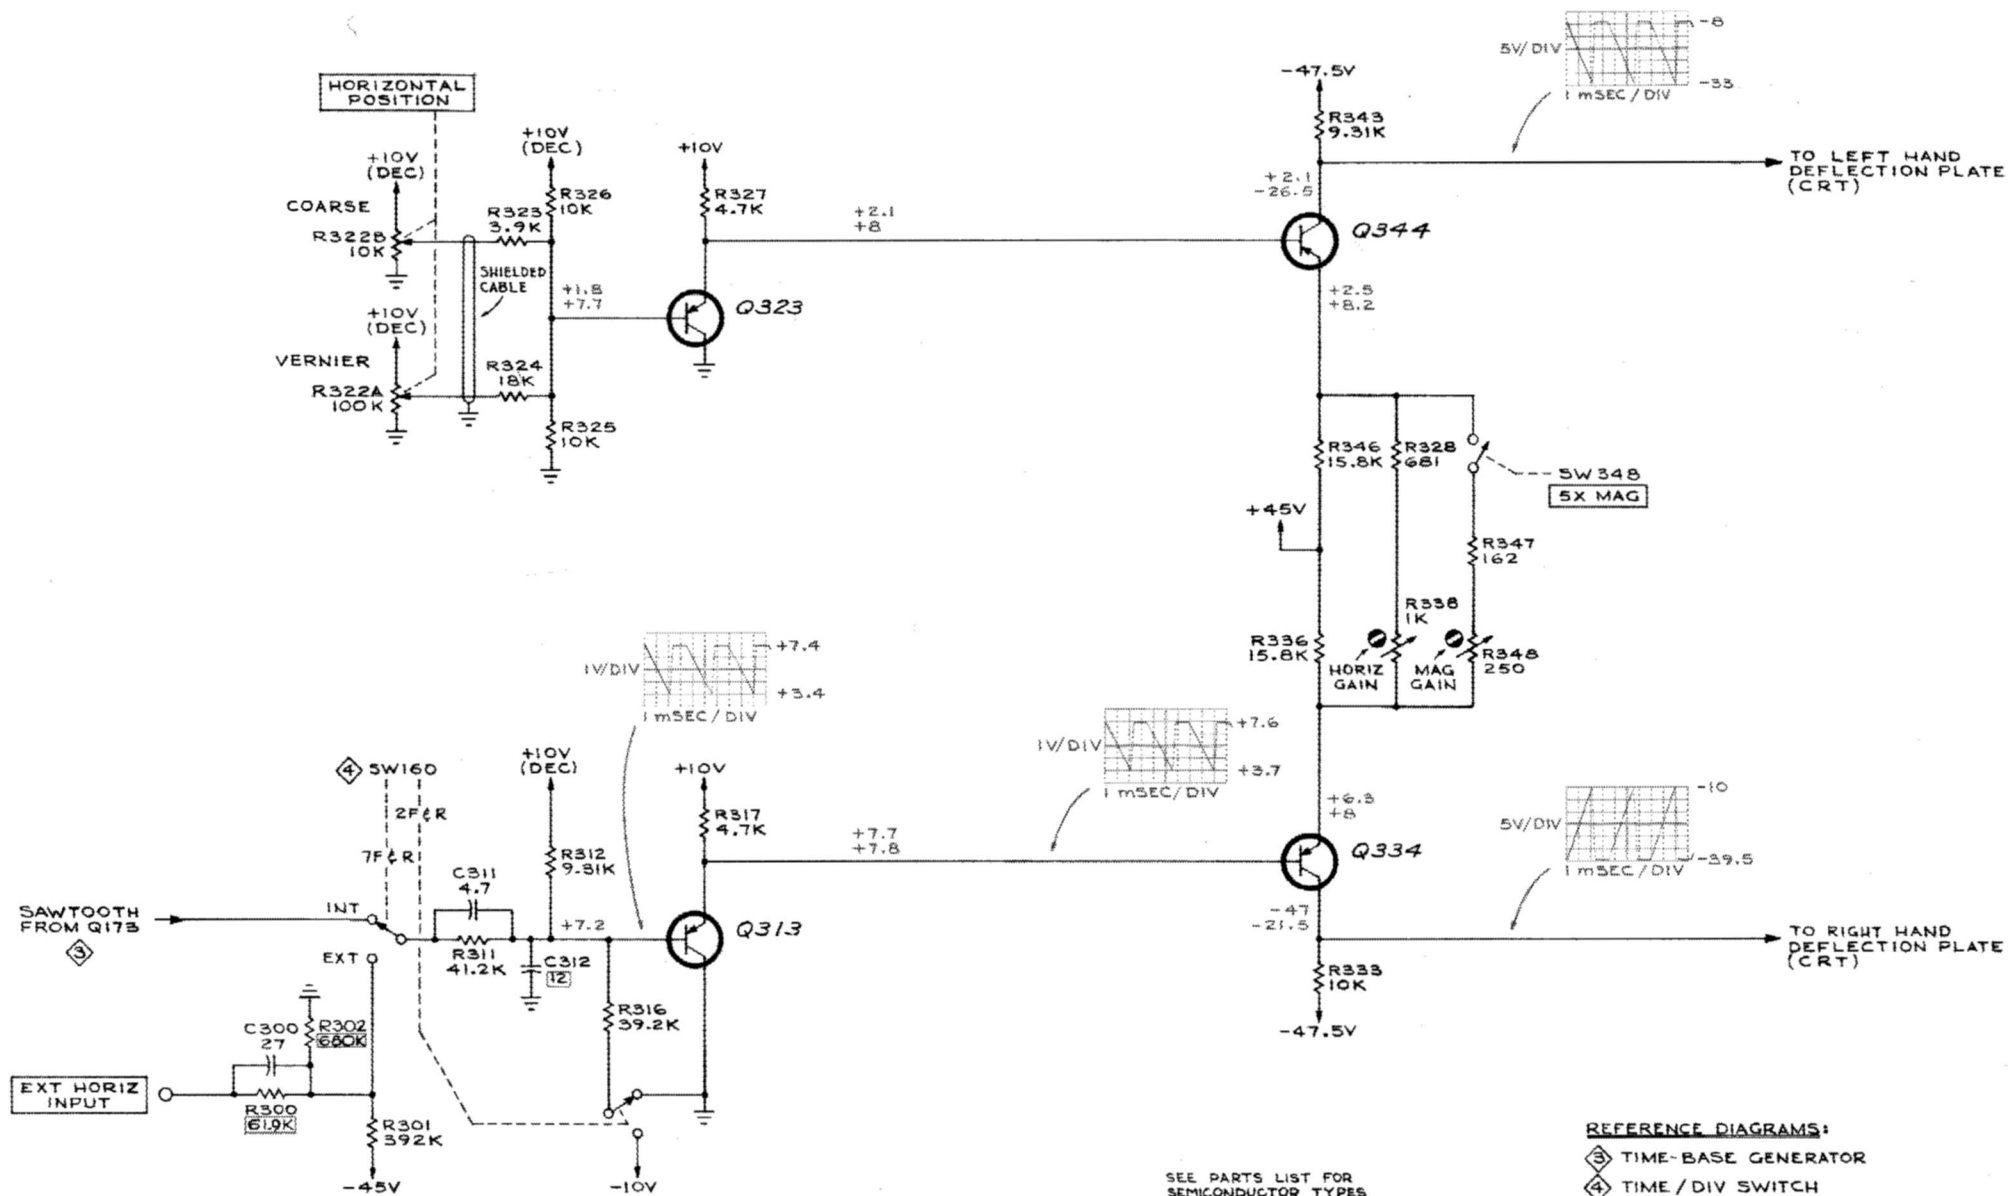 HORIZONTAL
POSITION
+10V
(DEC)
COARSE
R322B
10K
+10V
(DEC)
VERNIER
R322A
100K
SHIELDED
CABLE
R323
3.9K
R324
18K
+10V
(DEC)
R326
10K
R325
10K
+1.8
+7.7
+10V
R327
4.7K
Q323
+2.1
+8
-47.5V
R343
9.31K
5V/DIV
-8
-33
1 mSEC/DIV
TO LEFT HAND
DEFLECTION PLATE
(CRT)
+2.1
-26.5
Q344
+2.5
+8.2
R346
15.8K
R328
681
SW348
5X MAG
+45V
R347
162
R336
15.8K
R338
1K
HORIZ
GAIN
MAG
GAIN
R348
250
1V/DIV
+7.4
+3.4
1 mSEC/DIV
1V/DIV
+7.6
+3.7
1 mSEC/DIV
4 SW160
2F&R
7F&R
+10V
(DEC)
R312
9.31K
+10V
R317
4.7K
+7.7
+7.8
+6.3
+8
Q334
5V/DIV
-10
-39.5
1 mSEC/DIV
SAWTOOTH
FROM Q173
3
INT
EXT
C311
4.7
R311
41.2K
+7.2
C312
12
Q313
-47
-21.5
TO RIGHT HAND
DEFLECTION PLATE
(CRT)
R333
10K
-47.5V
R316
39.2K
C300
27
R302
680K
EXT HORIZ
INPUT
R300
61.9K
R301
392K
-45V
-10V
SEE PARTS LIST FOR
SEMICONDUCTOR TYPES
REFERENCE DIAGRAMS:
3 TIME-BASE GENERATOR
4 TIME / DIV SWITCH